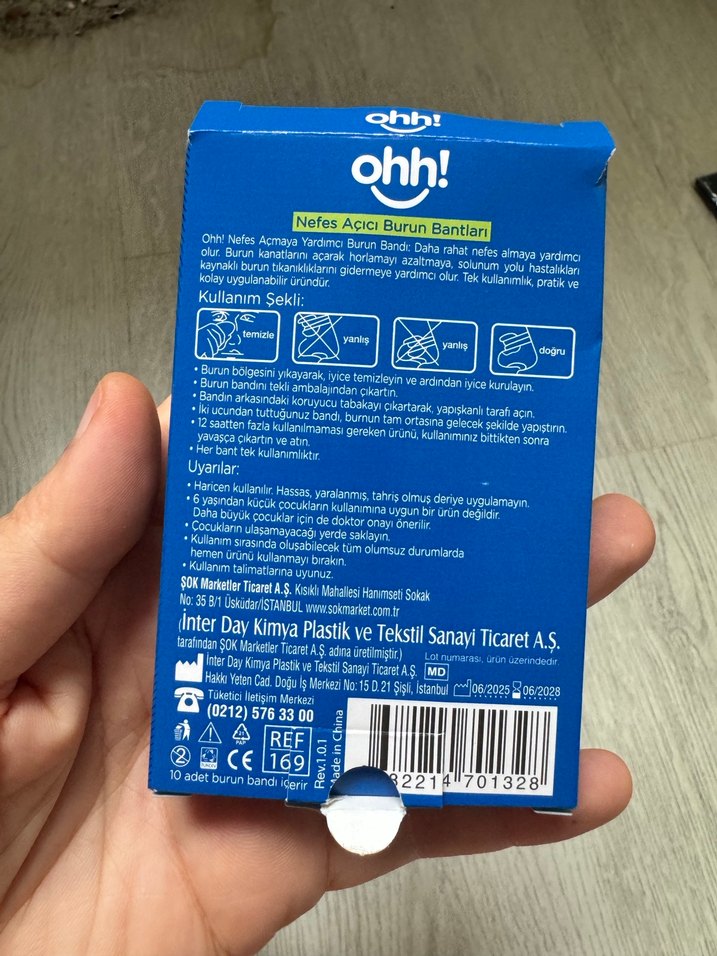 ohh!
ohh!
Nefes Açıcı Burun Bantları
Ohh! Nefes Açmaya Yardımcı Burun Bandı: Daha rahat nefes almaya yardımcı
olur. Burun kanatlarını açarak horlamayı azaltmaya, solunum yolu hastalıkları
kaynaklı burun tıkanıklıklarını gidermeye yardımcı olur. Tek kullanımlık, pratik ve
kolay uygulanabilir üründür.
Kullanım Şekli:
temizle
yanlış
yanlış
doğru
• Burun bölgesini yıkayarak, iyice temizleyin ve ardından iyice kurulayın.
• Burun bandını tekli ambalajından çıkartın.
• Bandın arkasındaki koruyucu tabakayı çıkartarak, yapışkanlı tarafı açın.
• İki ucundan tuttuğunuz bandı, burnun tam ortasına gelecek şekilde yapıştırın.
• 12 saatten fazla kullanılmaması gereken ürünü, kullanımınız bittikten sonra
yavaşça çıkartın ve atın.
• Her bant tek kullanımlıktır.
Uyarılar:
• Haricen kullanılır. Hassas, yaralanmış, tahriş olmuş deriye uygulamayın.
• 6 yaşından küçük çocukların kullanımına uygun bir ürün değildir.
Daha büyük çocuklar için de doktor onayı önerilir.
• Çocukların ulaşamayacağı yerde saklayın.
• Kullanım sırasında oluşabilecek tüm olumsuz durumlarda
hemen ürünü kullanmayı bırakın.
• Kullanım talimatlarına uyunuz.
ŞOK Marketler Ticaret A.Ş. Kısıklı Mahallesi Hanımseti Sokak
No: 35 B/1 Üsküdar/İSTANBUL www.sokmarket.com.tr
(İnter Day Kimya Plastik ve Tekstil Sanayi Ticaret A.Ş.
tarafından ŞOK Marketler Ticaret A.Ş. adına üretilmiştir.)
Lot numarası, ürün üzerindedir.
İnter Day Kimya Plastik ve Tekstil Sanayi Ticaret A.Ş. MD
Hakkı Yeten Cad. Doğu İş Merkezi No: 15 D.21 Şişli, İstanbul 06/2025 06/2028
Tüketici İletişim Merkezi
(0212) 576 33 00
21
PAP
2
CE
REF
169
10 adet burun bandı içerir
Rev.1.0.1
Made in China
82214 701328